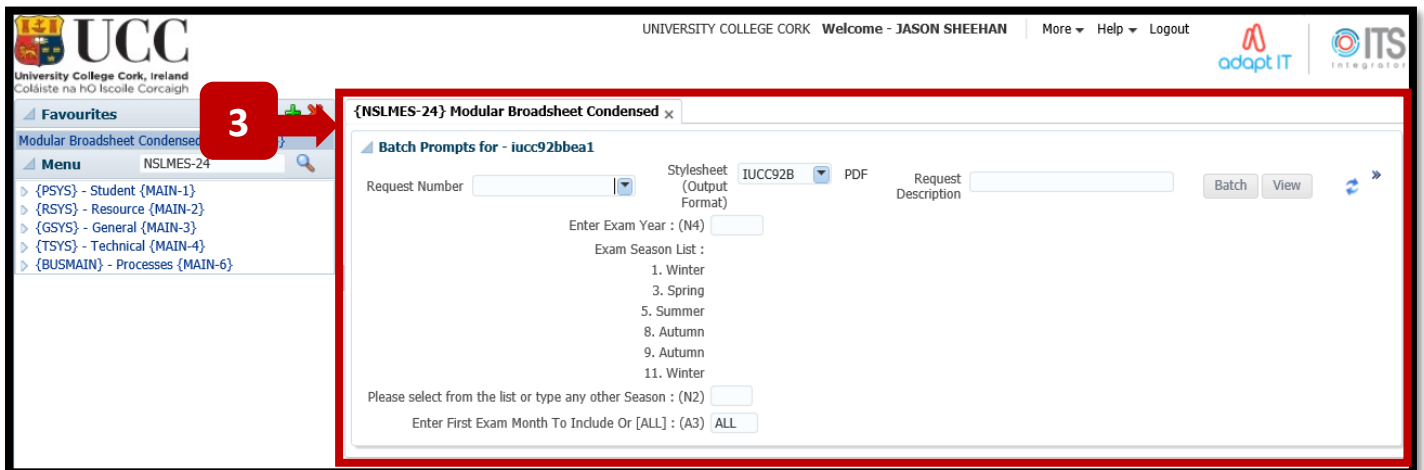 UCC
University College Cork, Ireland
Coláiste na hO Iscoile Corcaigh
UNIVERSITY COLLEGE CORK Welcome - JASON SHEEHAN More Help Logout
adapt IT
ITS
Integrator
Favourites
3
Modular Broadsheet Condensed }
Menu NSLMES-24
{PSYS} - Student {MAIN-1}
{RSYS} - Resource {MAIN-2}
{GSYS} - General {MAIN-3}
{TSYS} - Technical {MAIN-4}
{BUSMAIN} - Processes {MAIN-6}
{NSLMES-24} Modular Broadsheet Condensed x
Batch Prompts for - iucc92bbea1
Request Number
Stylesheet
(Output
Format)
IUCC92B PDF
Request
Description
Batch View »
Enter Exam Year : (N4)
Exam Season List :
1. Winter
3. Spring
5. Summer
8. Autumn
9. Autumn
11. Winter
Please select from the list or type any other Season : (N2)
Enter First Exam Month To Include Or [ALL] : (A3) ALL